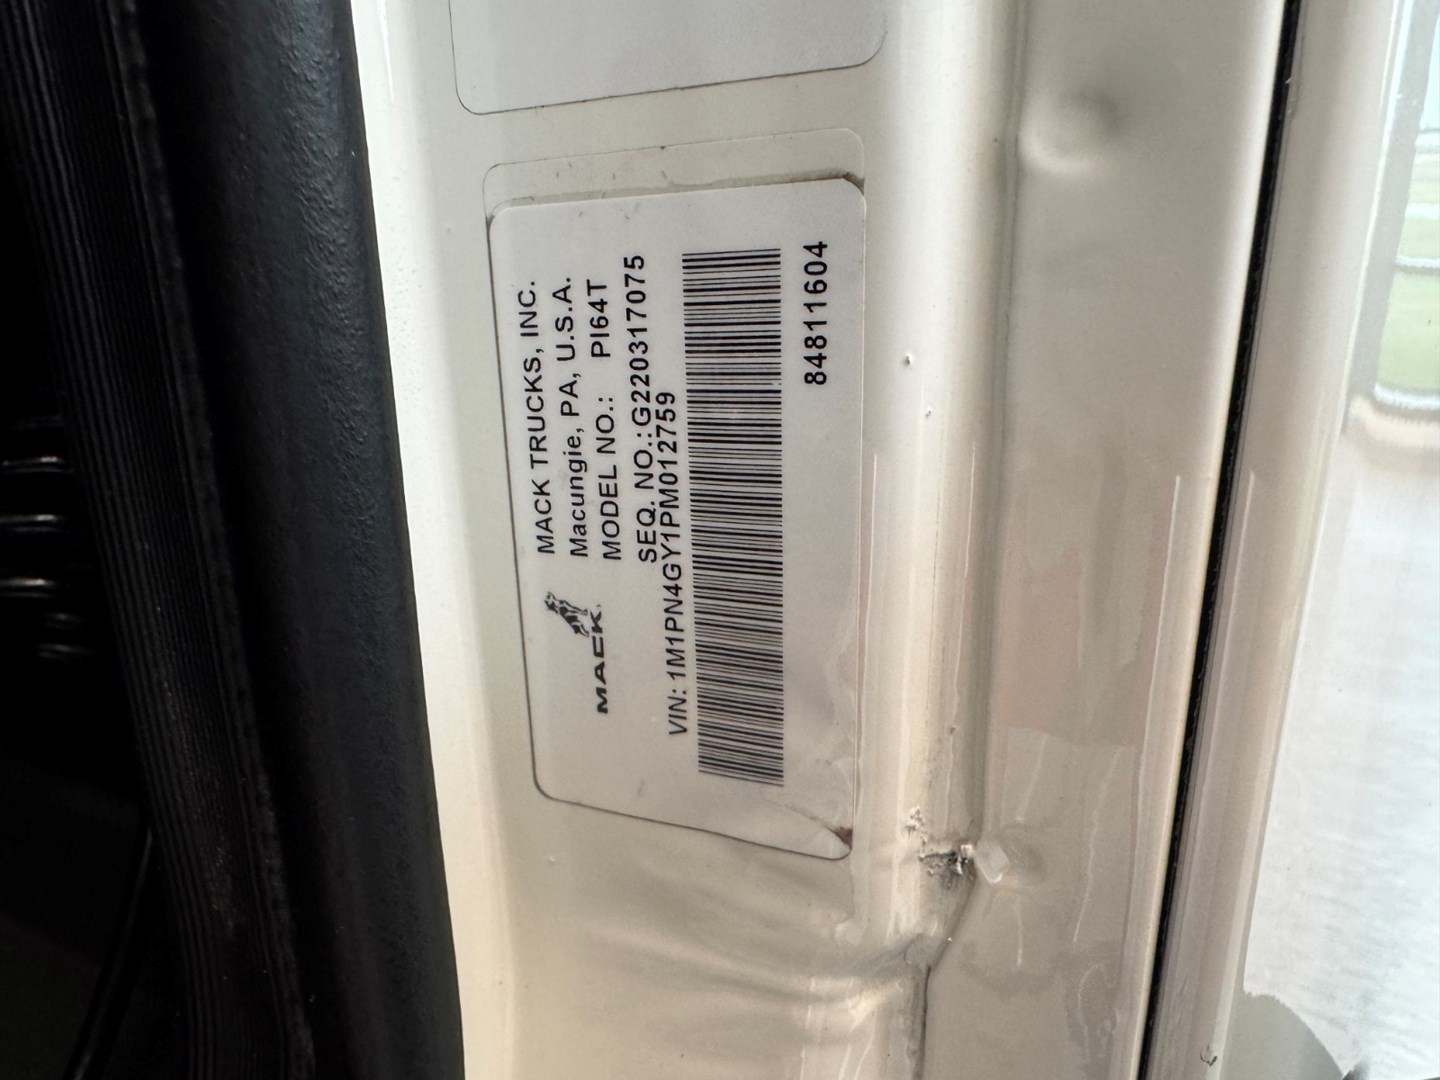 MACK TRUCKS, INC.
Macungie, PA, U.S.A.
MODEL NO.: PI64T
SEQ. NO.: G220317075
MACK
VIN: 1M1PN4GY1PM012759
84811604